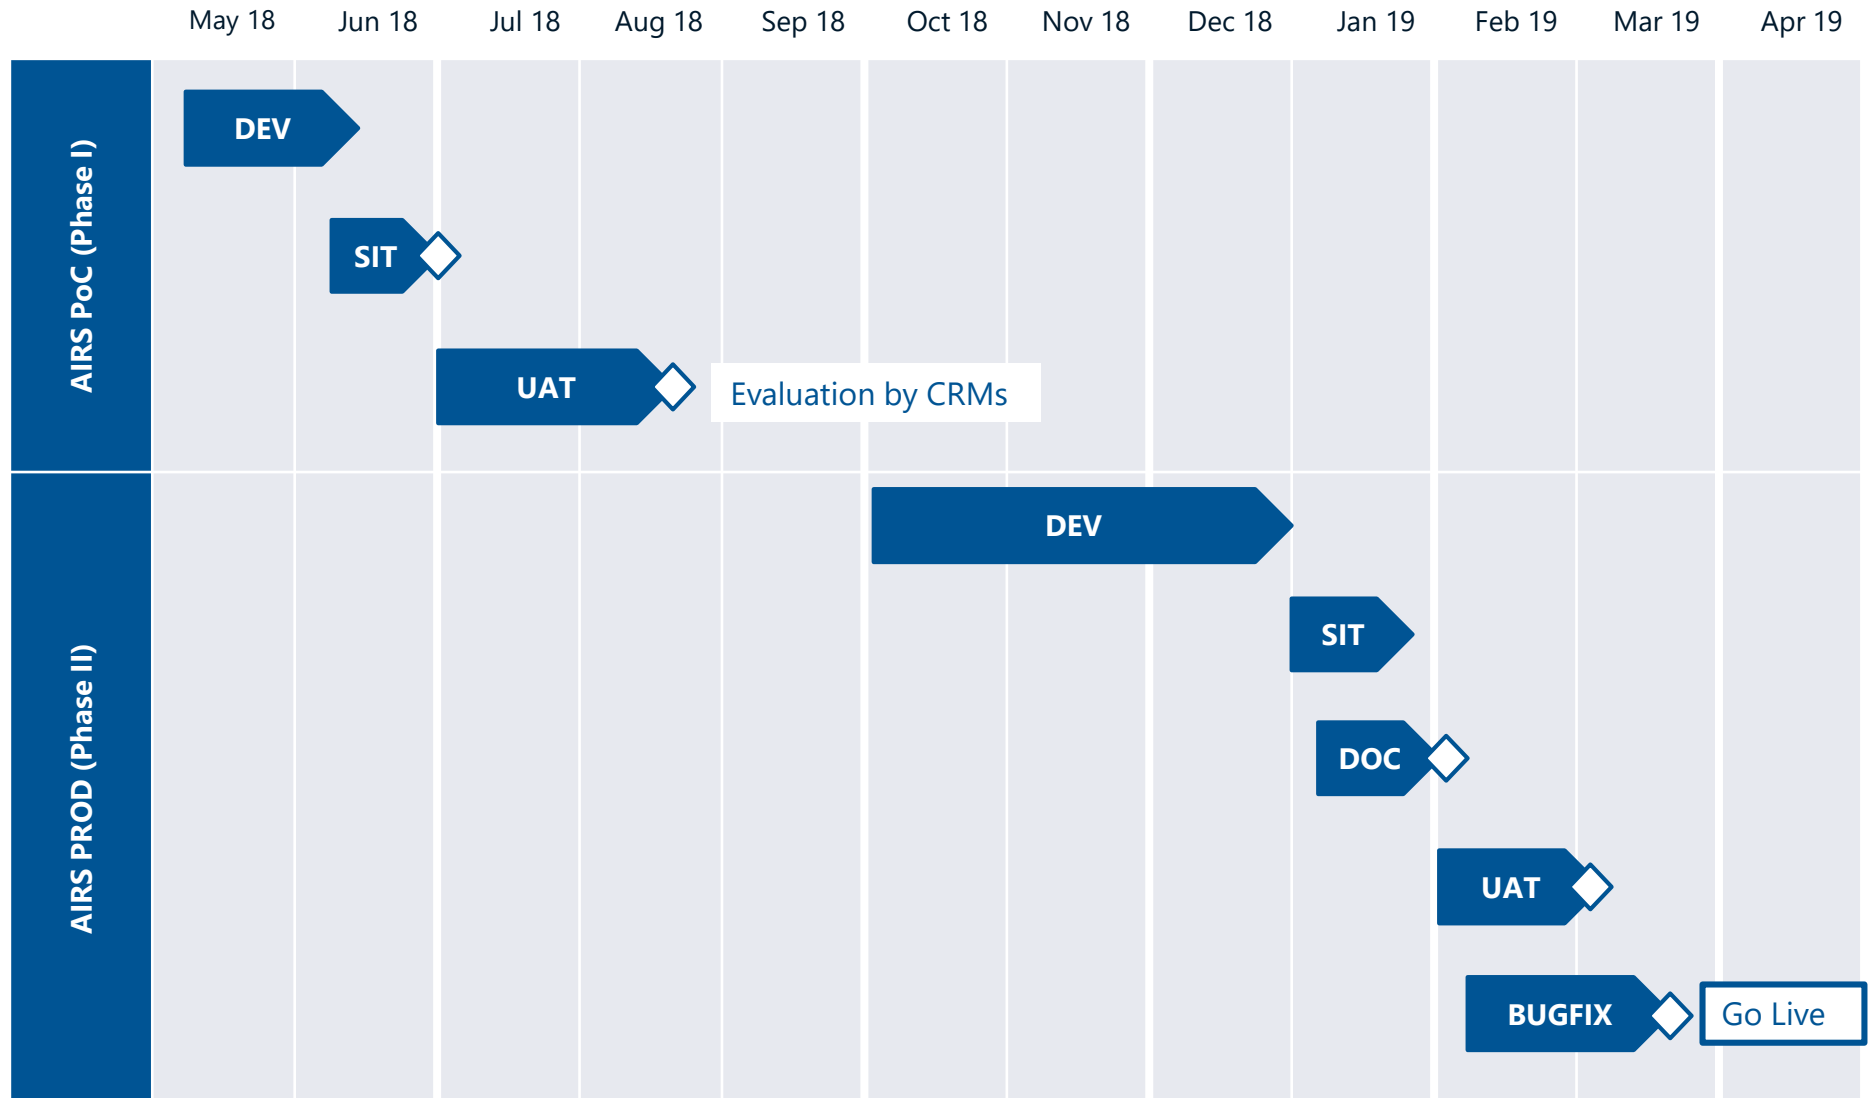 May 18 Jun 18 Jul 18 Aug 18 Sep 18 Oct 18 Nov 18 Dec 18 Jan 19 Feb 19 Mar 19 Apr 19
AIRS PoC (Phase I)
DEV
SIT
UAT
Evaluation by CRMs
AIRS PROD (Phase II)
DEV
SIT
DOC
UAT
BUGFIX
Go Live